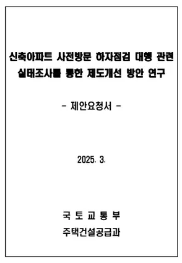 신축아파트 사전방문 하자점검 대행 관련
실태조사를 통한 제도개선 방안 연구
- 제안요청서 -
2025. 3.
국 토 교 통 부
주택건설공급과